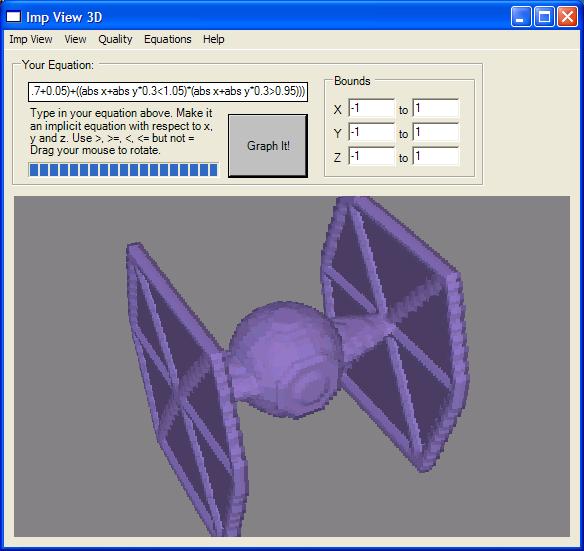 Imp View 3D
Imp View View Quality Equations Help
Your Equation:
.7+0.05)+((abs x+abs y*0.3<1.05)*(abs x+abs y*0.3>0.95)))
Type in your equation above. Make it
an implicit equation with respect to x,
y and z. Use >, >=, <, <= but not =
Drag your mouse to rotate.
Graph It!
Bounds
X -1 to 1
Y -1 to 1
Z -1 to 1